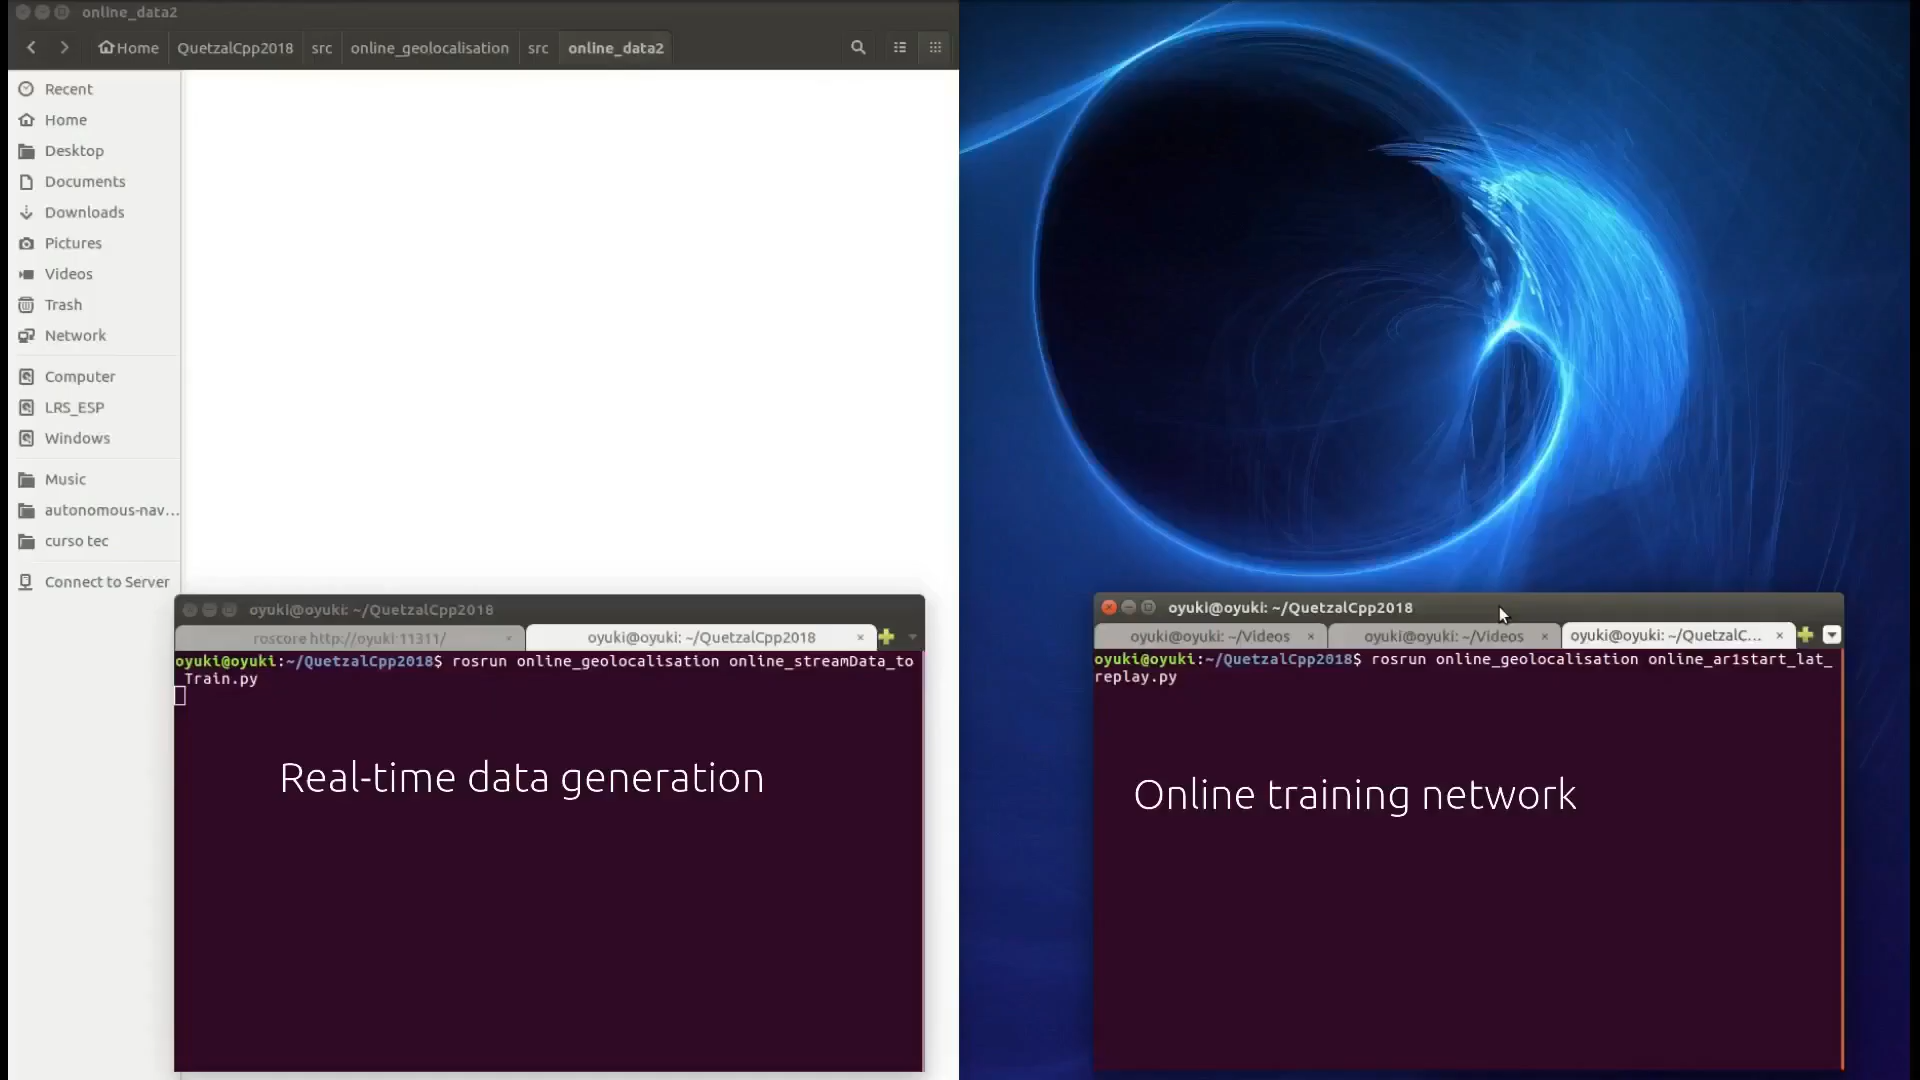 online_data2
Home QuetzalCpp2018 src online_geolocalisation src online_data2
Recent
Home
Desktop
Documents
Downloads
Pictures
Videos
Trash
Network
Computer
LRS_ESP
Windows
Music
autonomous-nav...
curso tec
Connect to Server
oyuki@oyuki: ~/QuetzalCpp2018
roscore http://oyuki:11311/ × oyuki@oyuki: ~/QuetzalCpp2018 ×
oyuki@oyuki:~/QuetzalCpp2018$ rosrun online_geolocalisation online_streamData_to
_Train.py
Real-time data generation
oyuki@oyuki: ~/QuetzalCpp2018
oyuki@oyuki: ~/Videos × oyuki@oyuki: ~/Videos × oyuki@oyuki: ~/QuetzalC... ×
oyuki@oyuki:~/QuetzalCpp2018$ rosrun online_geolocalisation online_ar1start_lat_
replay.py
Online training network